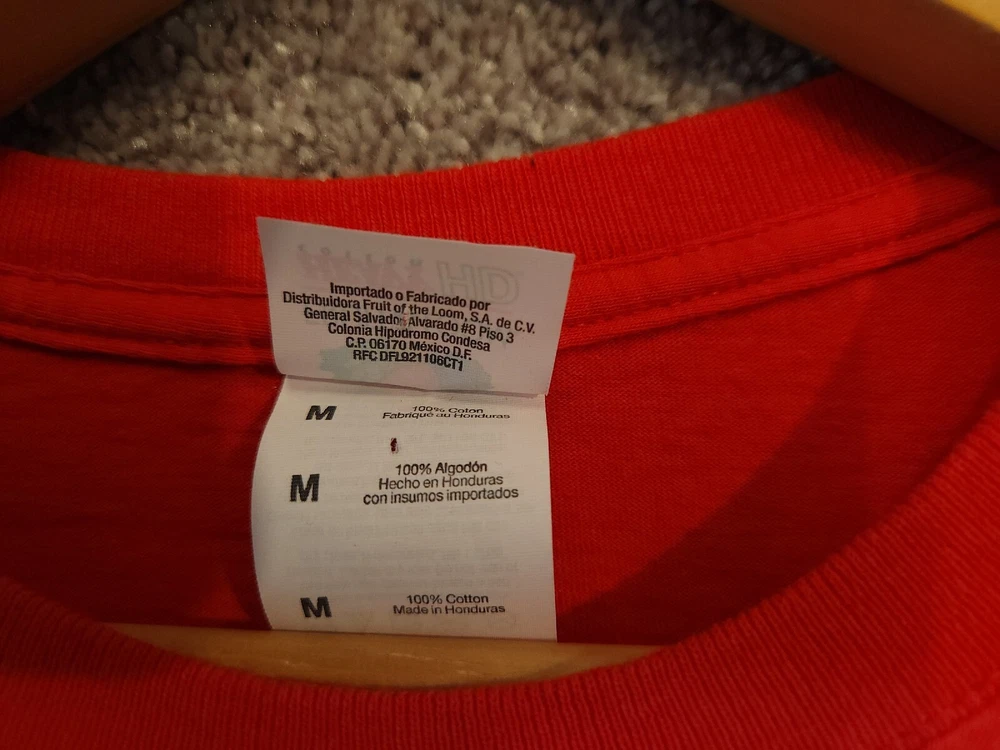 HD
Importado o Fabricado por
Distribuidora Fruit of the Loom, S.A. de C.V.
General Salvador Alvarado #8 Piso 3
Colonia Hipódromo Condesa
C.P. 06170 México D.F.
RFC DFL921106CT1
M 100% Coton
Fabriqué au Honduras
M 100% Algodón
Hecho en Honduras
con insumos importados
M 100% Cotton
Made in Honduras